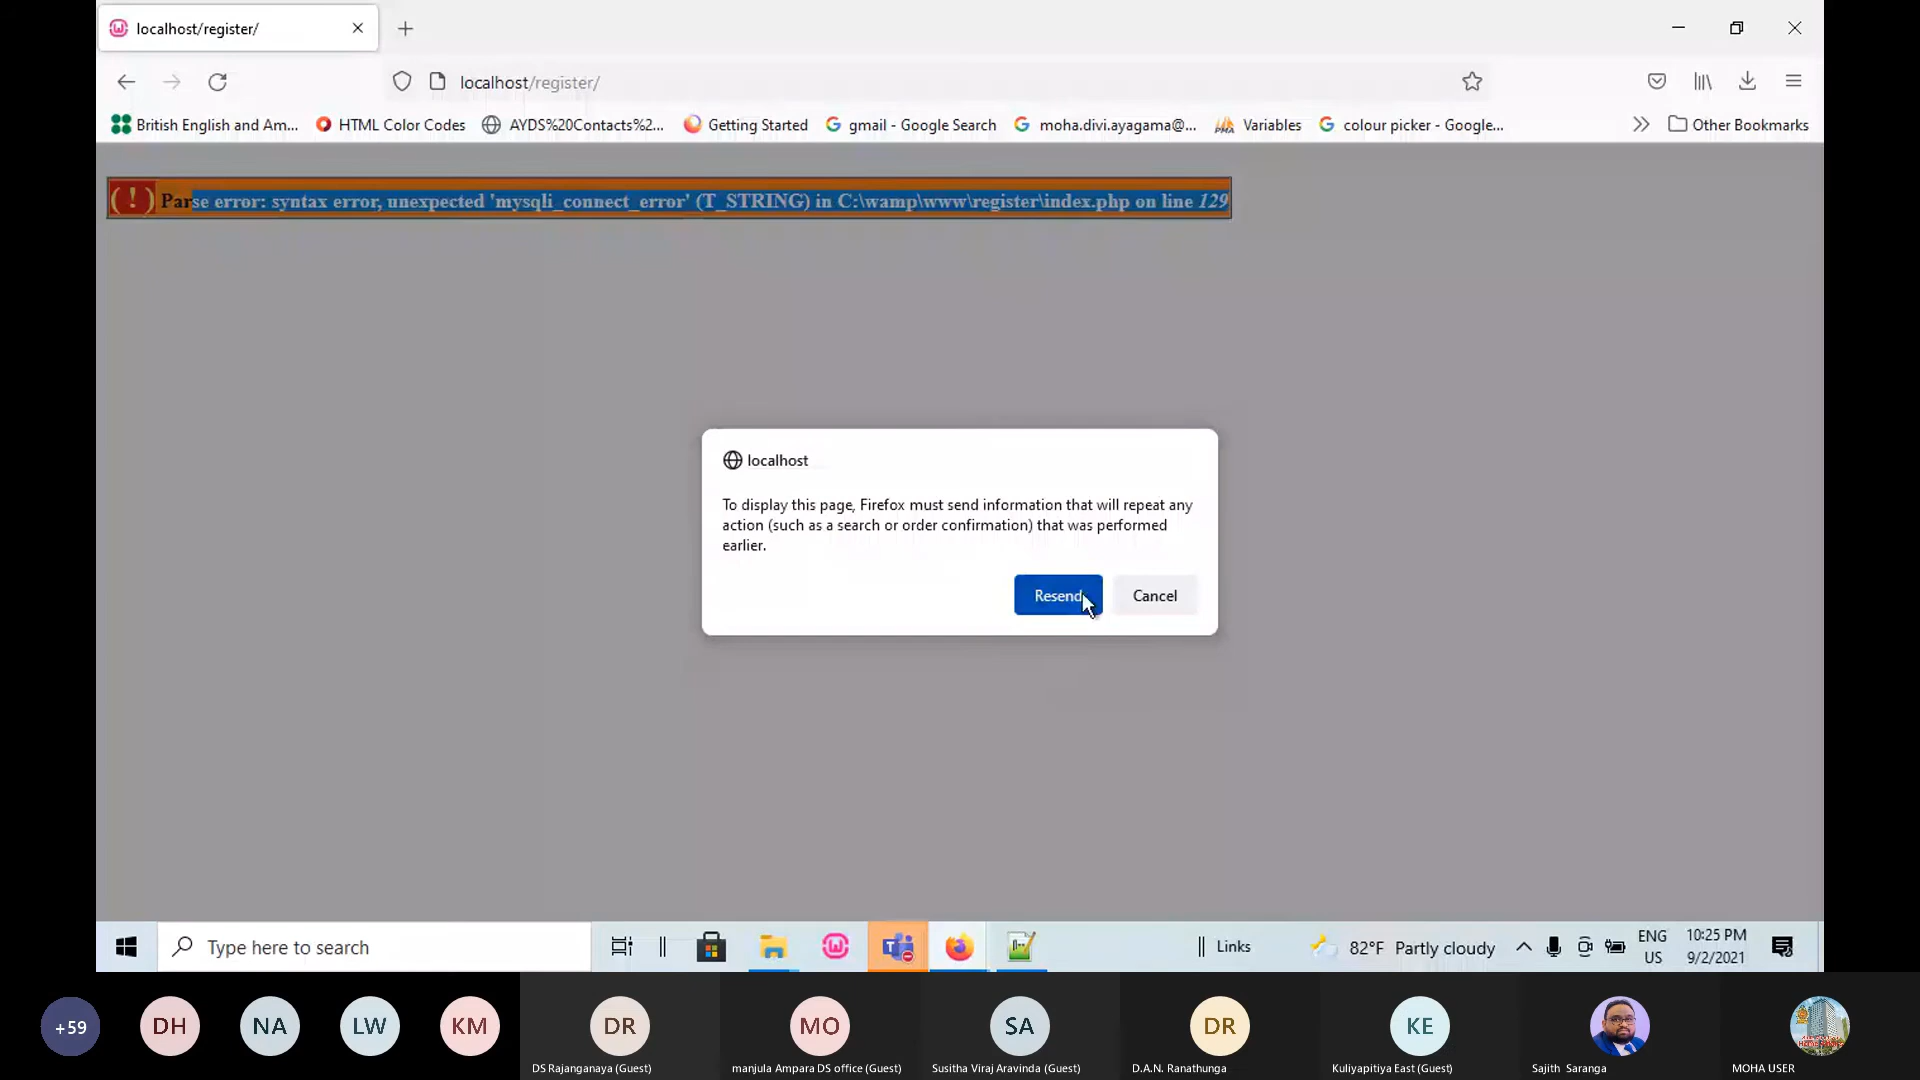 localhost/register/
localhost/register/
British English and Am...
HTML Color Codes
AYDS%20Contacts%2...
Getting Started
gmail - Google Search
moha.divi.ayagama@...
Variables
colour picker - Google...
Other Bookmarks
( ! ) Parse error: syntax error, unexpected 'mysqli_connect_error' (T_STRING) in C:\wamp\www\register\index.php on line 129
localhost
To display this page, Firefox must send information that will repeat any
action (such as a search or order confirmation) that was performed
earlier.
Resend
Cancel
Type here to search
Links
82°F Partly cloudy
ENG
US
10:25 PM
9/2/2021
+59
DH
NA
LW
KM
DR
MO
SA
DR
KE
DS Rajanganaya (Guest)
manjula Ampara DS office (Guest)
Susitha Viraj Aravinda (Guest)
D.A.N. Ranathunga
Kuliyapitiya East (Guest)
Sajith Saranga
MOHA USER